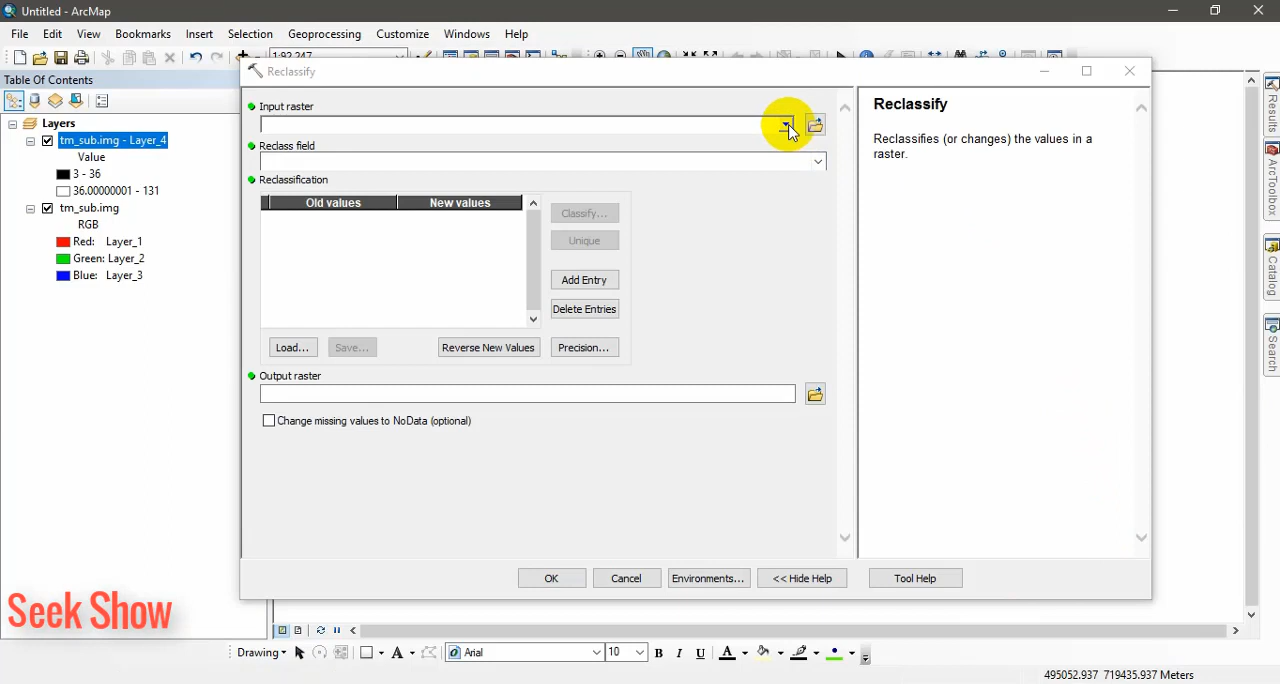 Untitled - ArcMap
File Edit View Bookmarks Insert Selection Geoprocessing Customize Windows Help
1:92,247
Table Of Contents
Layers
tm_sub.img - Layer_4
Value
3 - 36
36.00000001 - 131
tm_sub.img
RGB
Red: Layer_1
Green: Layer_2
Blue: Layer_3
Reclassify
Input raster
Reclass field
Reclassification
Old values New values
Classify...
Unique
Add Entry
Delete Entries
Load... Save... Reverse New Values Precision...
Output raster
Change missing values to NoData (optional)
OK Cancel Environments... << Hide Help Tool Help
Reclassify
Reclassifies (or changes) the values in a
raster.
Results
ArcToolbox
Catalog
Search
Seek Show
Drawing Arial 10 B I U A
495052.937 719435.937 Meters